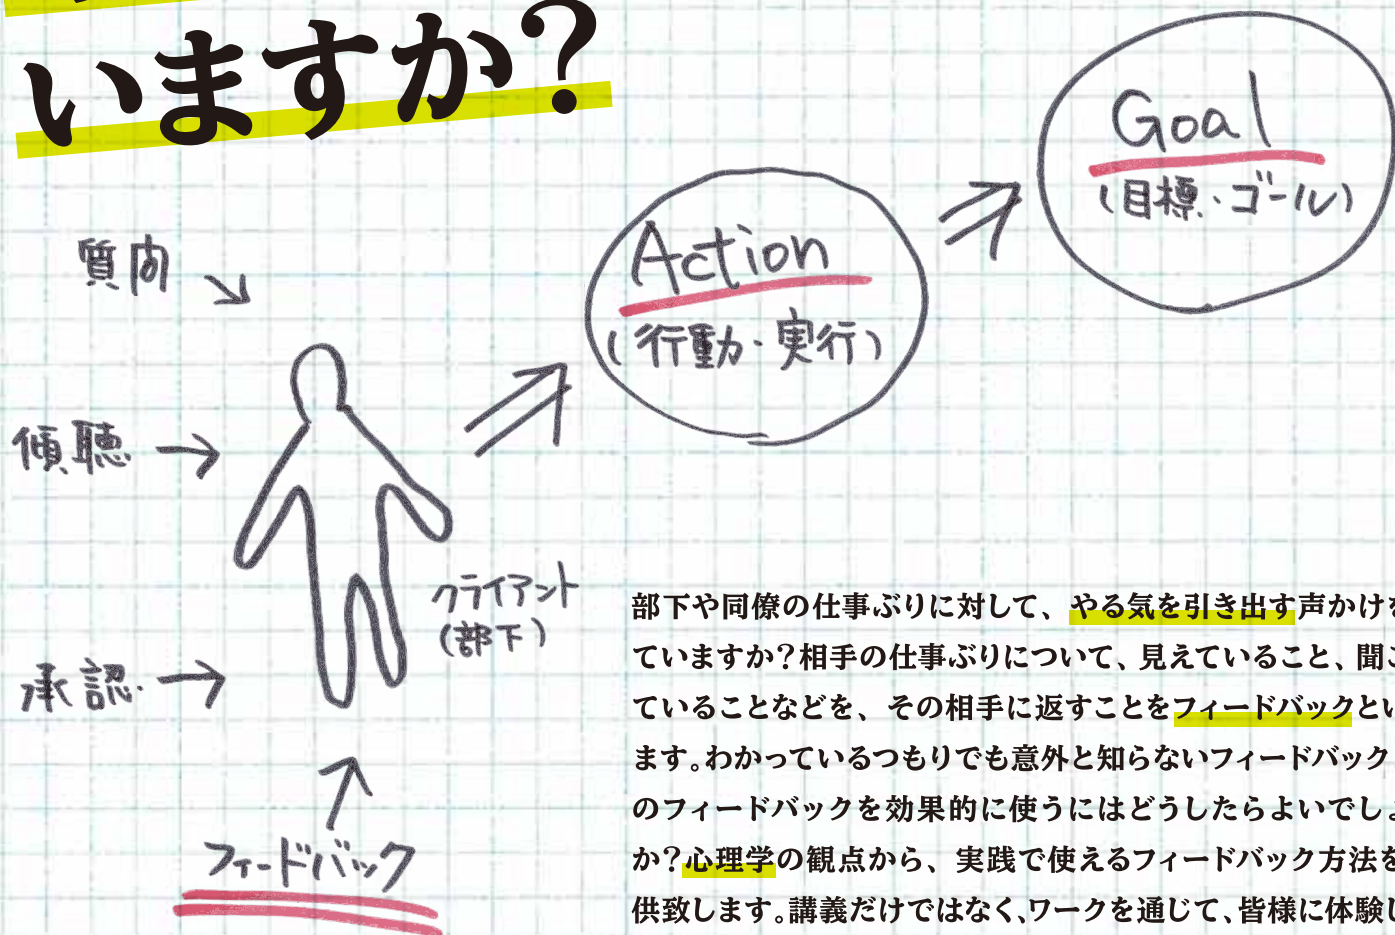 いますか?
Goal
(目標・ゴール)
Action
(行動・実行)
質問
傾聴
クライアント
(部下)
承認
フィードバック
部下や同僚の仕事ぶりに対して、やる気を引き出す声かけを
ていますか?相手の仕事ぶりについて、見えていること、聞こ
ていることなどを、その相手に返すことをフィードバックとい
ます。わかっているつもりでも意外と知らないフィードバック
のフィードバックを効果的に使うにはどうしたらよいでしょ
か?心理学の観点から、実践で使えるフィードバック方法を
供致します。講義だけではなく、ワークを通じて、皆様に体験し